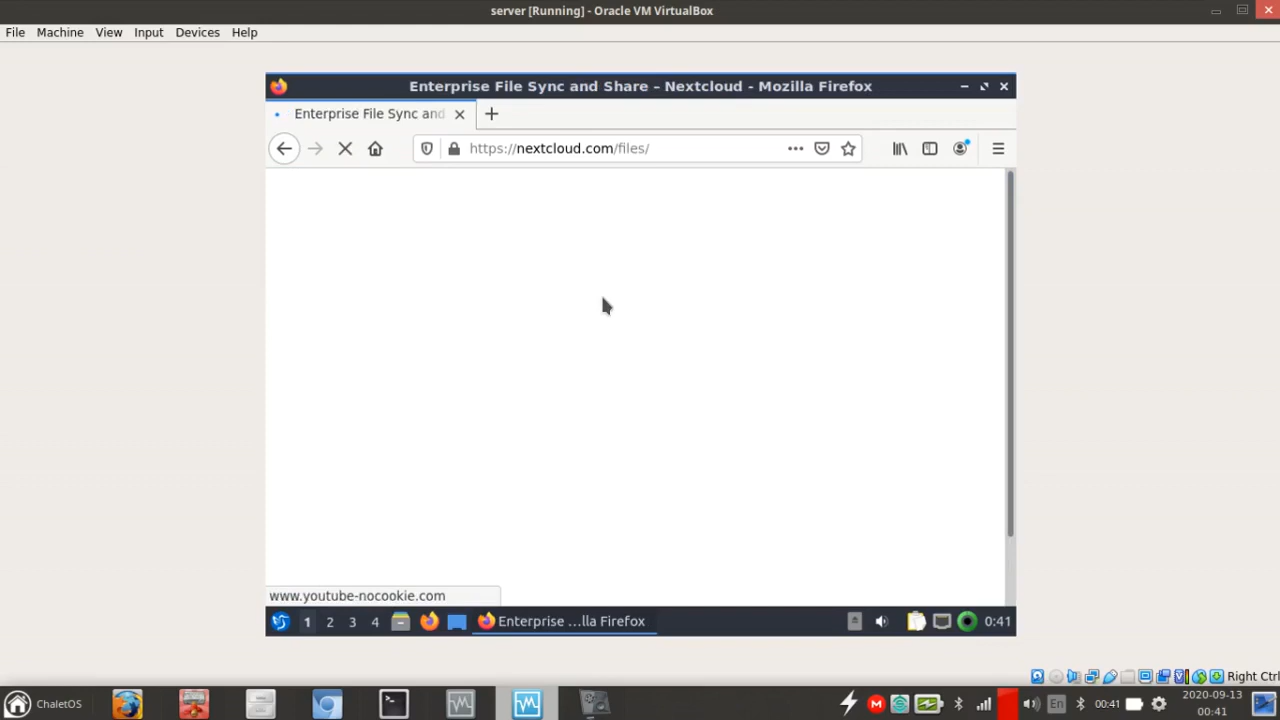 server [Running] - Oracle VM VirtualBox
File Machine View Input Devices Help
Enterprise File Sync and Share – Nextcloud - Mozilla Firefox
Enterprise File Sync and
https://nextcloud.com/files/
www.youtube-nocookie.com
1 2 3 4 Enterprise ...lla Firefox 0:41
Right Ctrl
ChaletOS M En 00:41 2020-09-13
00:41